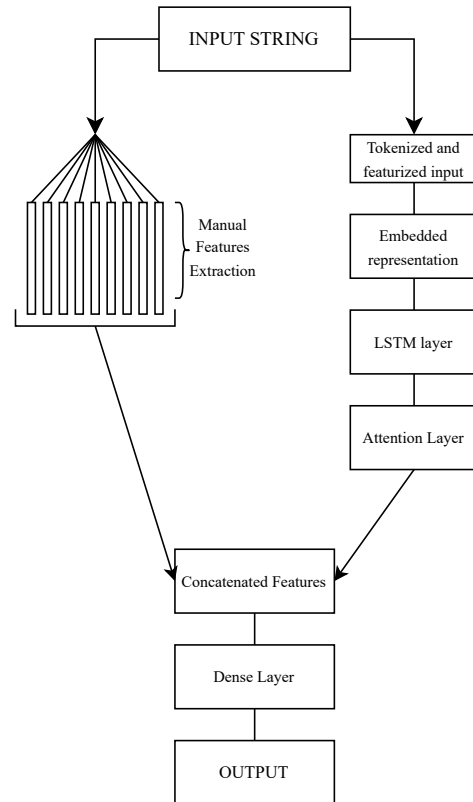 INPUT STRING
Manual
Features
Extraction
Tokenized and
featurized input
Embedded
representation
LSTM layer
Attention Layer
Concatenated Features
Dense Layer
OUTPUT